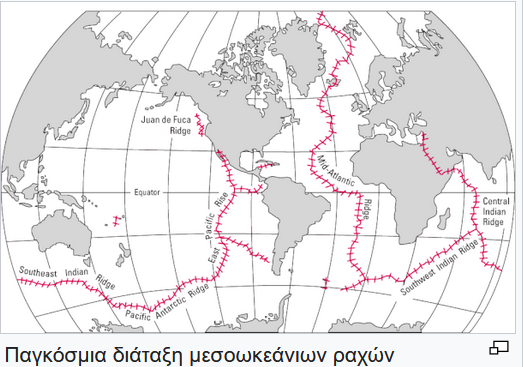 Juan de Fuca
Ridge
Mid-Atlantic
Ridge
Equator
East Pacific Rise
Central
Indian
Ridge
Southeast Indian Ridge
Pacific Antarctic Ridge
Southwest Indian Ridge
Παγκόσμια διάταξη μεσοωκεάνιων ραχών